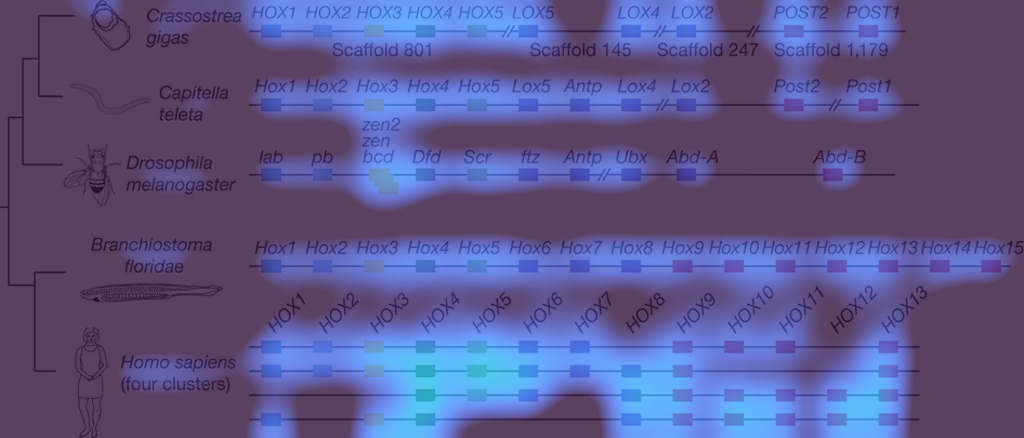 Crassostrea gigas HOX1 HOX2 HOX3 HOX4 HOX5 LOX5 LOX4 LOX2 POST2 POST1
Scaffold 801 Scaffold 145 Scaffold 247 Scaffold 1,179
Capitella teleta Hox1 Hox2 Hox3 Hox4 Hox5 Lox5 Antp Lox4 Lox2 Post2 Post1
zen2
zen
Drosophila melanogaster lab pb bcd Dfd Scr ftz Antp Ubx Abd-A Abd-B
Branchiostoma floridae Hox1 Hox2 Hox3 Hox4 Hox5 Hox6 Hox7 Hox8 Hox9 Hox10 Hox11 Hox12 Hox13 Hox14 Hox15
HOX1 HOX2 HOX3 HOX4 HOX5 HOX6 HOX7 HOX8 HOX9 HOX10 HOX11 HOX12 HOX13
Homo sapiens
(four clusters)